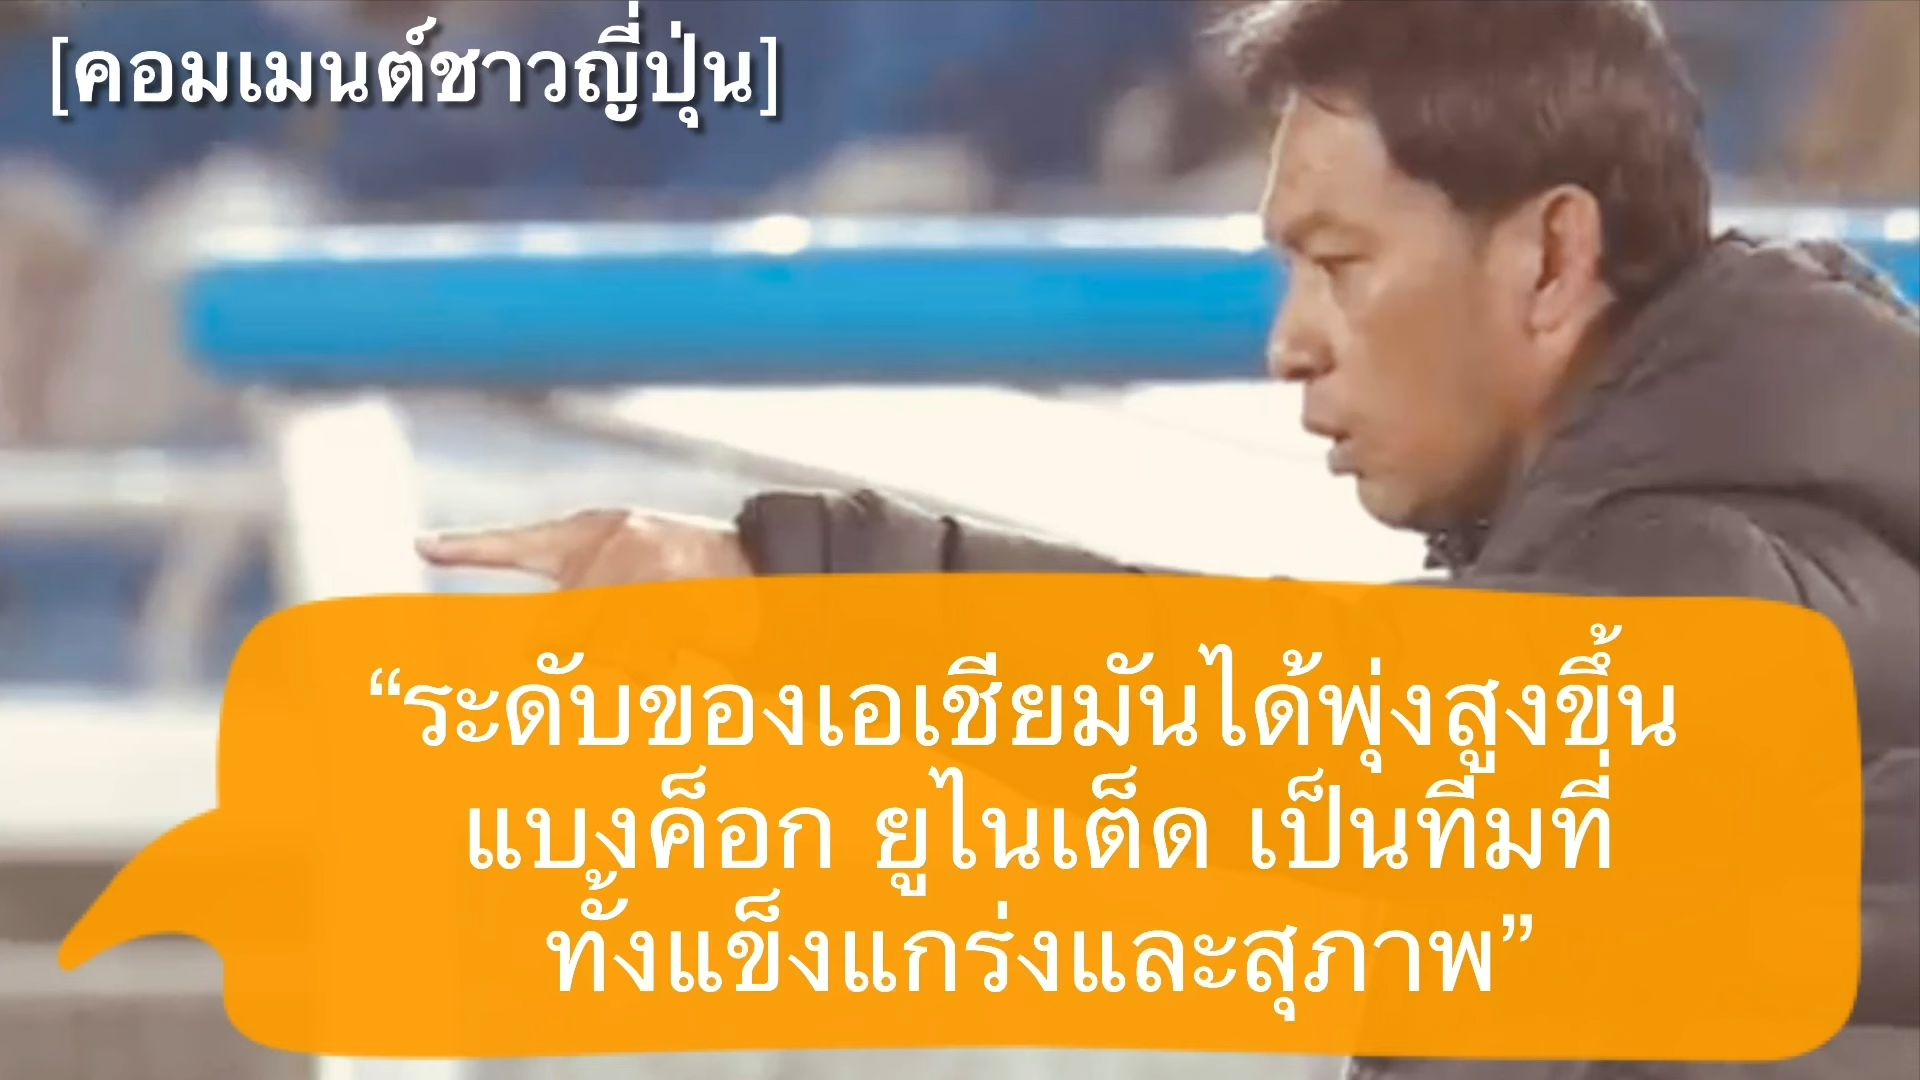 [คอมเมนต์ชาวญี่ปุ่น]
“ระดับของเอเชียมันได้พุ่งสูงขึ้น
แบงค็อก ยูไนเต็ด เป็นทีมที่
ทั้งแข็งแกร่งและสุภาพ”